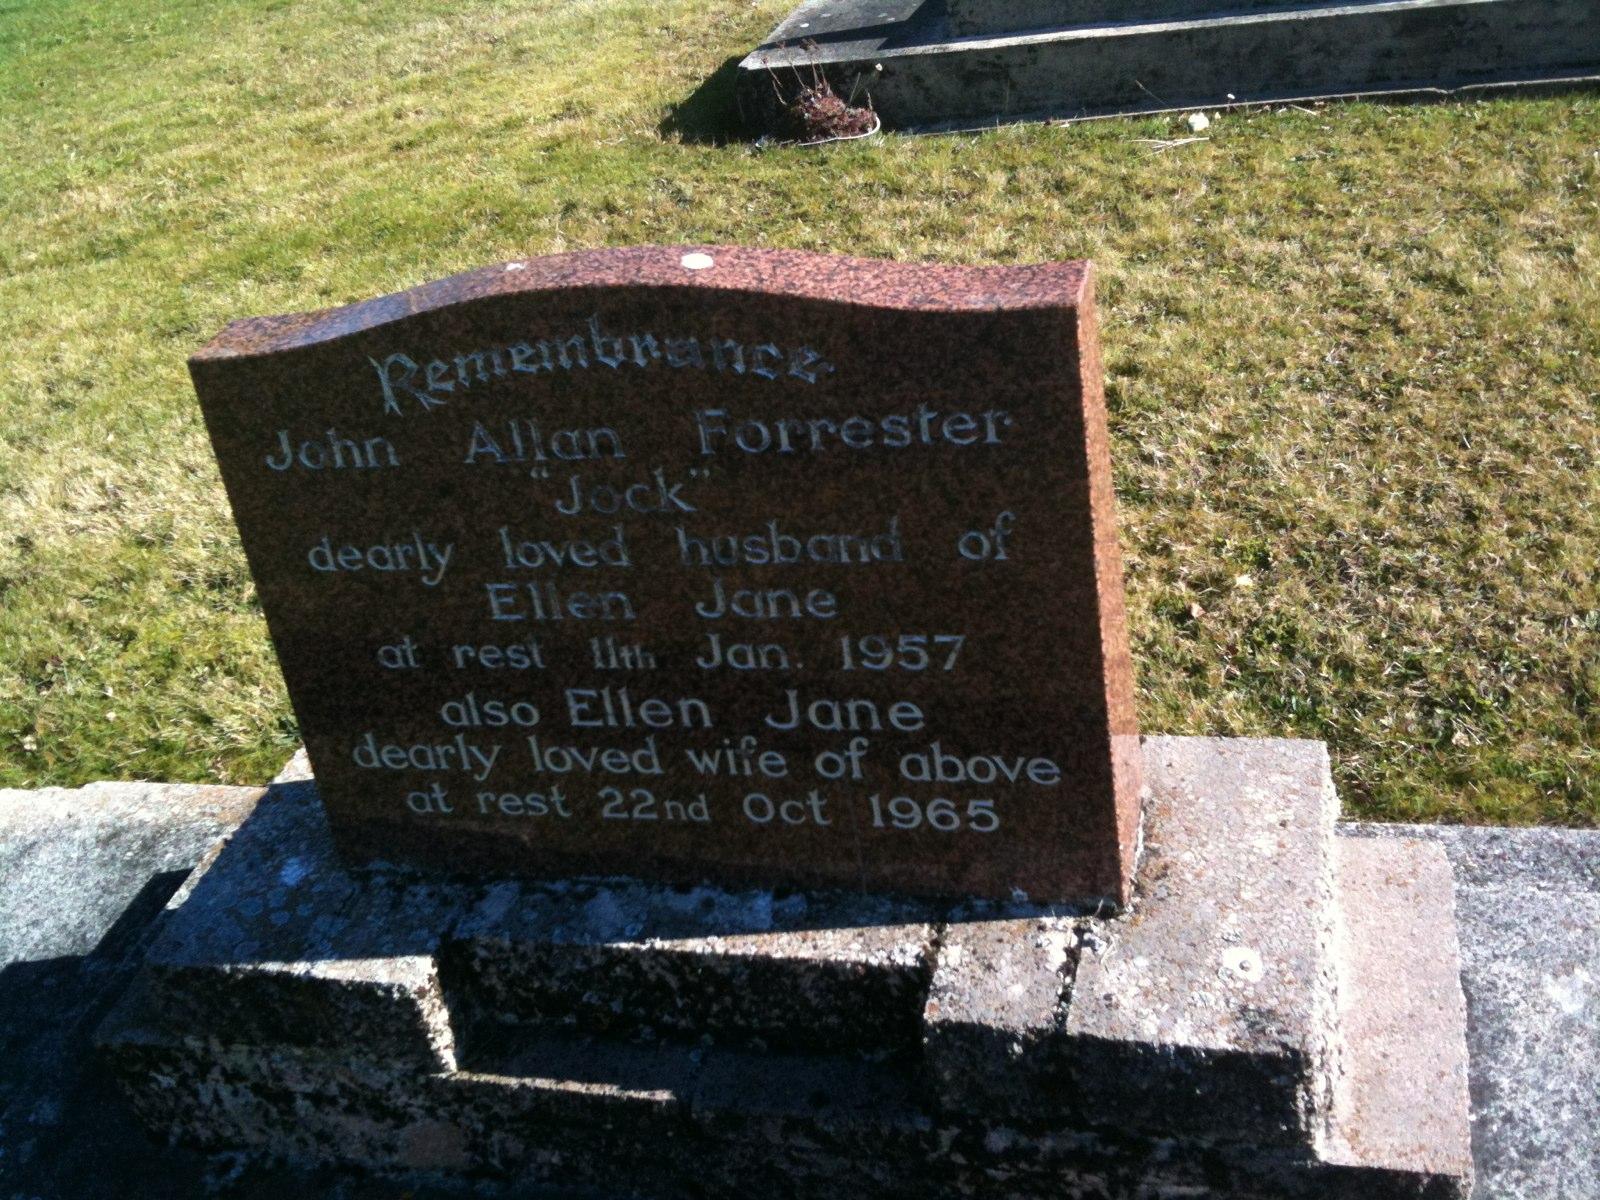 Remembrance
John Allan Forrester
"Jock"
dearly loved husband of
Ellen Jane
at rest 11th Jan. 1957
also Ellen Jane
dearly loved wife of above
at rest 22nd Oct 1965